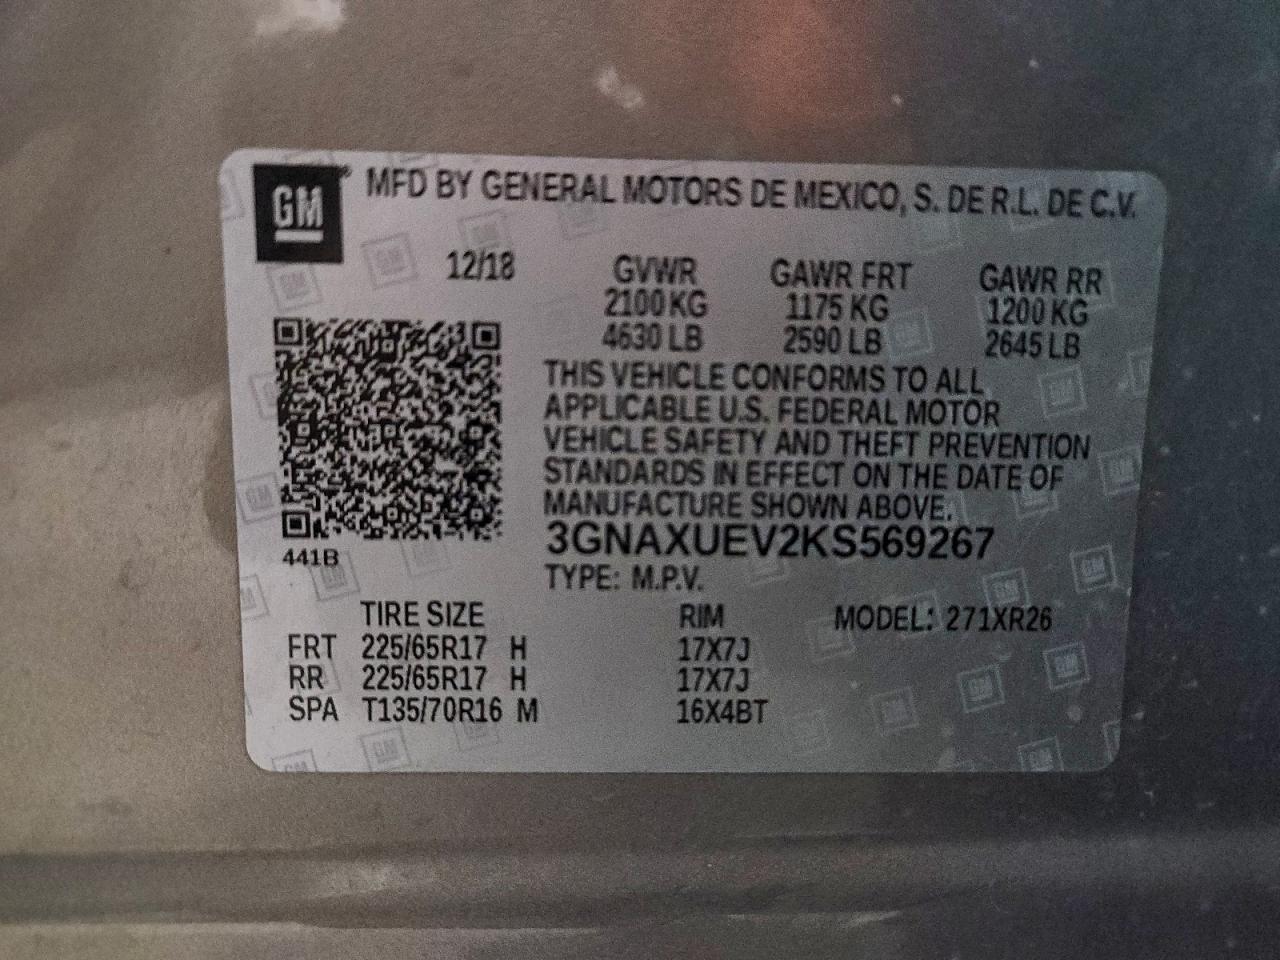 GM® MFD BY GENERAL MOTORS DE MEXICO, S. DE R.L. DE C.V.
12/18 GVWR GAWR FRT GAWR RR
2100 KG 1175 KG 1200 KG
4630 LB 2590 LB 2645 LB
THIS VEHICLE CONFORMS TO ALL
APPLICABLE U.S. FEDERAL MOTOR
VEHICLE SAFETY AND THEFT PREVENTION
STANDARDS IN EFFECT ON THE DATE OF
MANUFACTURE SHOWN ABOVE.
3GNAXUEV2KS569267
441B
TYPE: M.P.V.
TIRE SIZE RIM MODEL: 271XR26
FRT 225/65R17 H 17X7J
RR 225/65R17 H 17X7J
SPA T135/70R16 M 16X4BT